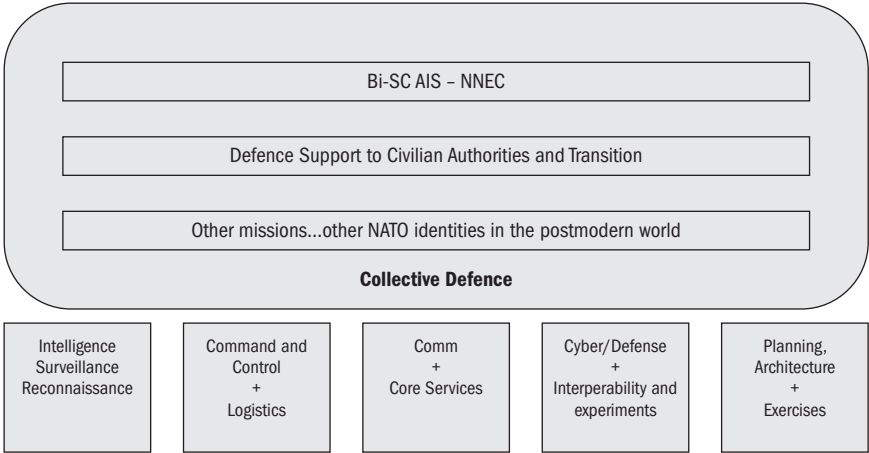 Bi-SC AIS – NNEC
Defence Support to Civilian Authorities and Transition
Other missions...other NATO identities in the postmodern world
Collective Defence
Intelligence
Surveillance
Reconnaissance
Command and
Control
+
Logistics
Comm
+
Core Services
Cyber/Defense
+
Interperability and
experiments
Planning,
Architecture
+
Exercises